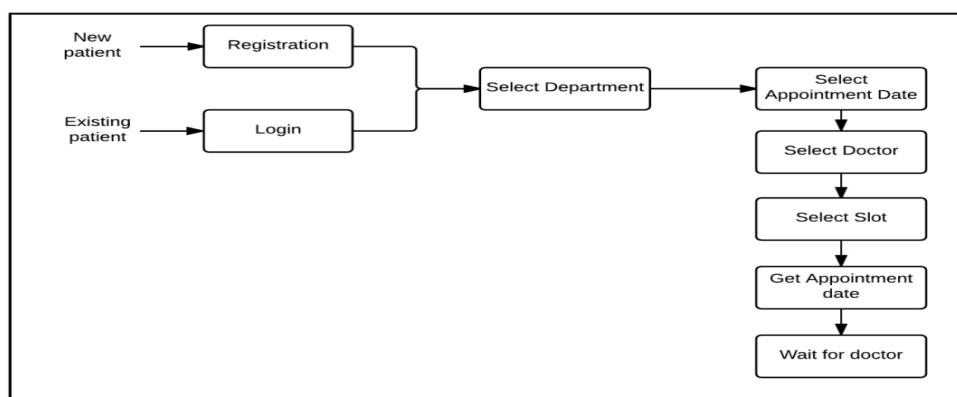 New
patient
Registration
Existing
patient
Login
Select Department
Select
Appointment Date
Select Doctor
Select Slot
Get Appointment
date
Wait for doctor